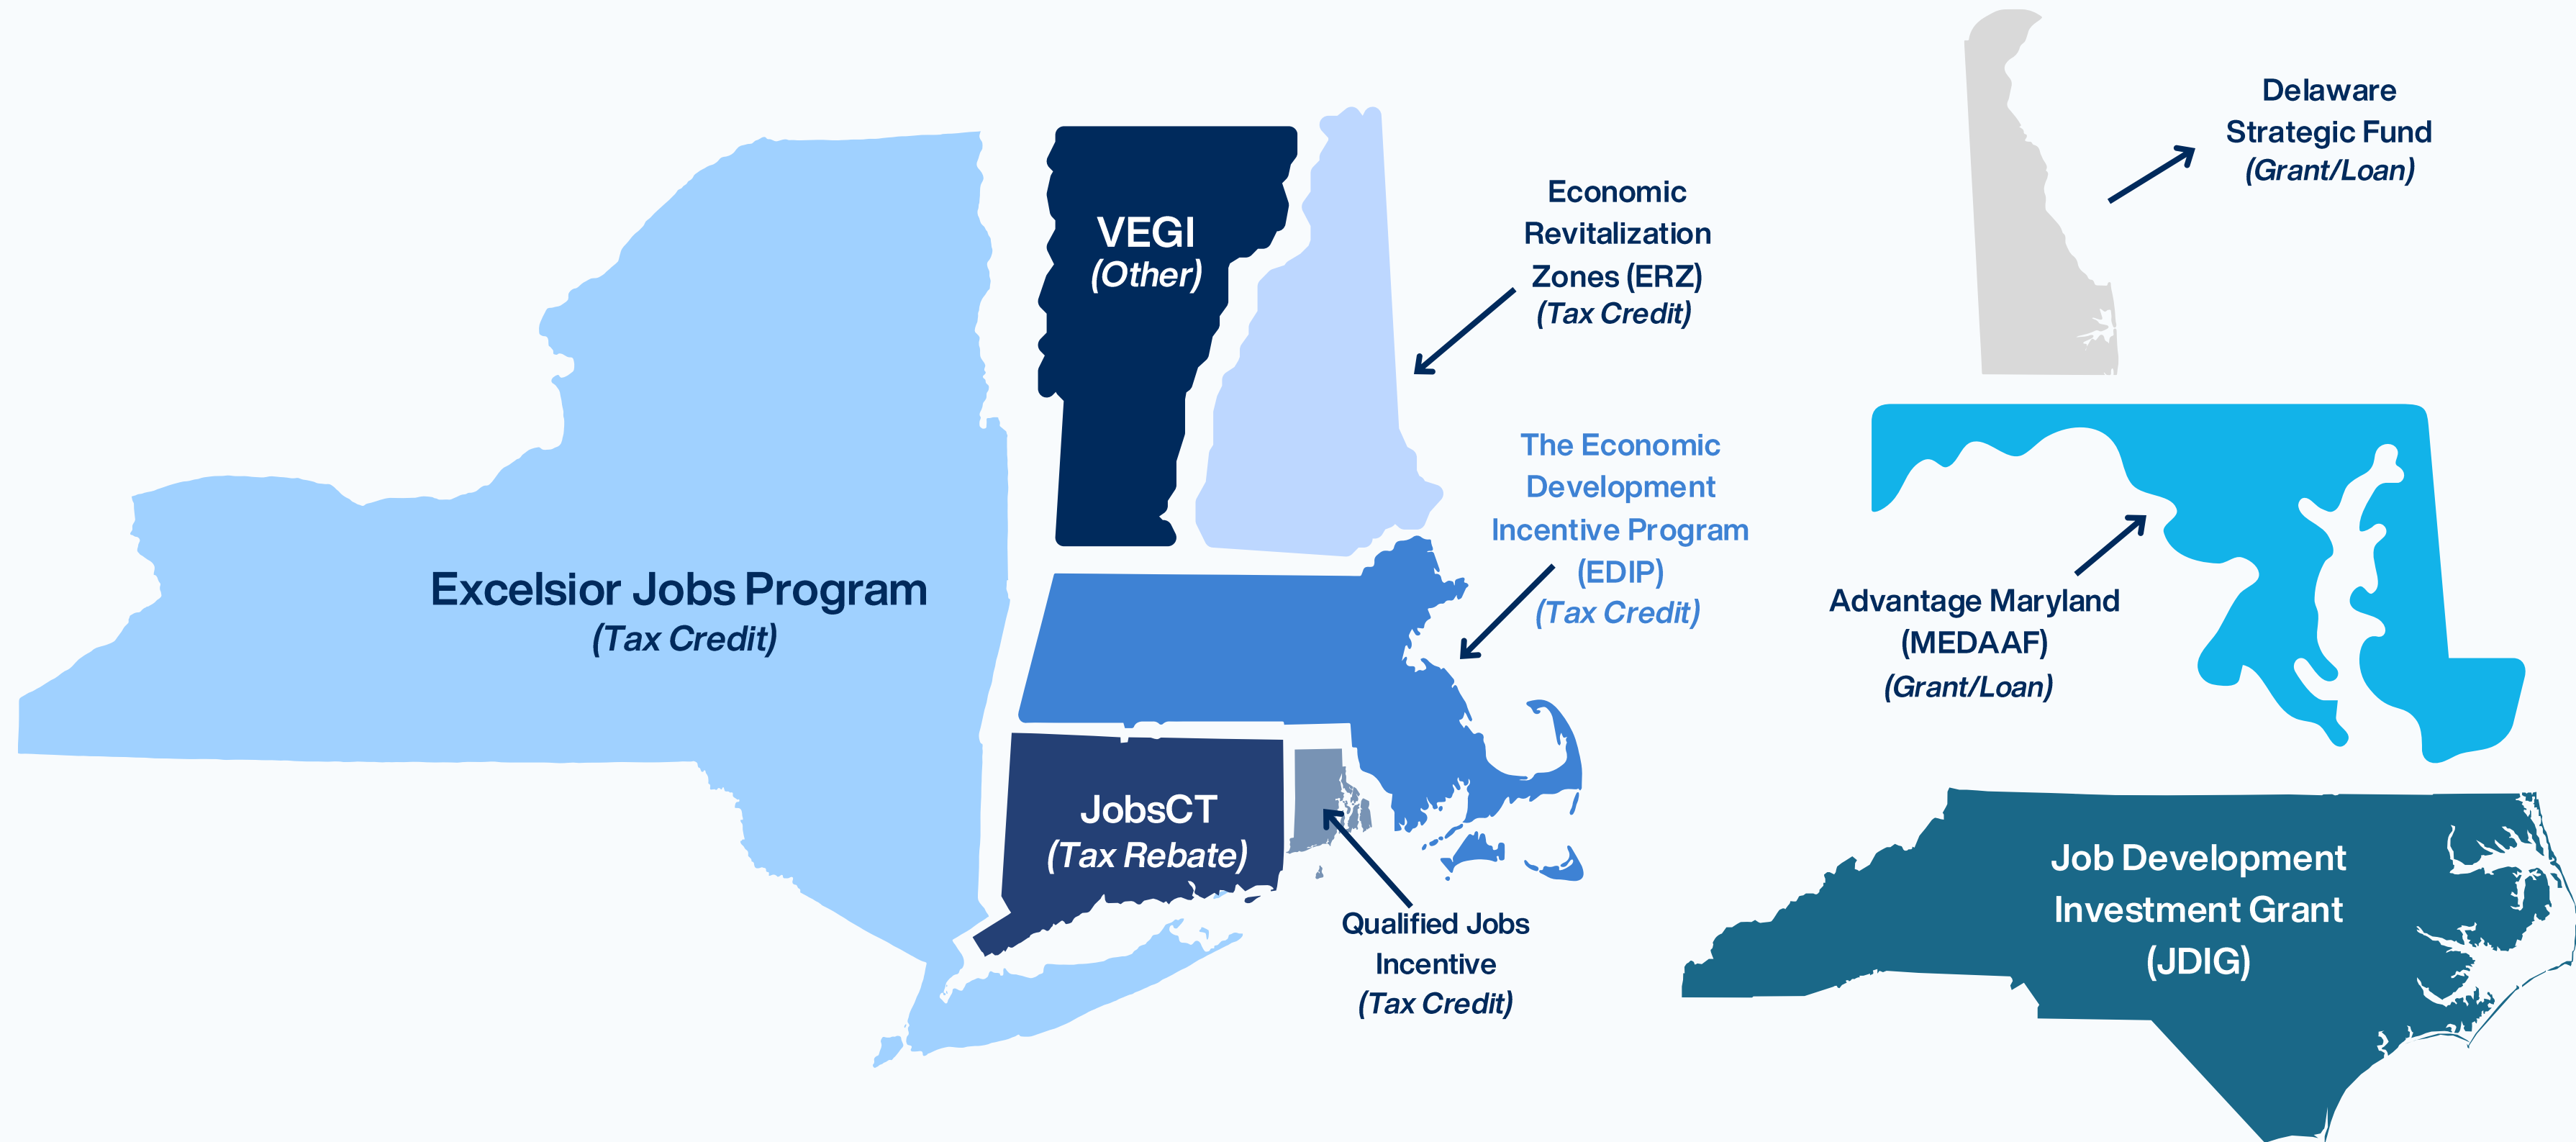 Excelsior Jobs Program
(Tax Credit)
VEGI
(Other)
Economic
Revitalization
Zones (ERZ)
(Tax Credit)
The Economic
Development
Incentive Program
(EDIP)
(Tax Credit)
JobsCT
(Tax Rebate)
Qualified Jobs
Incentive
(Tax Credit)
Delaware
Strategic Fund
(Grant/Loan)
Advantage Maryland
(MEDAAF)
(Grant/Loan)
Job Development
Investment Grant
(JDIG)